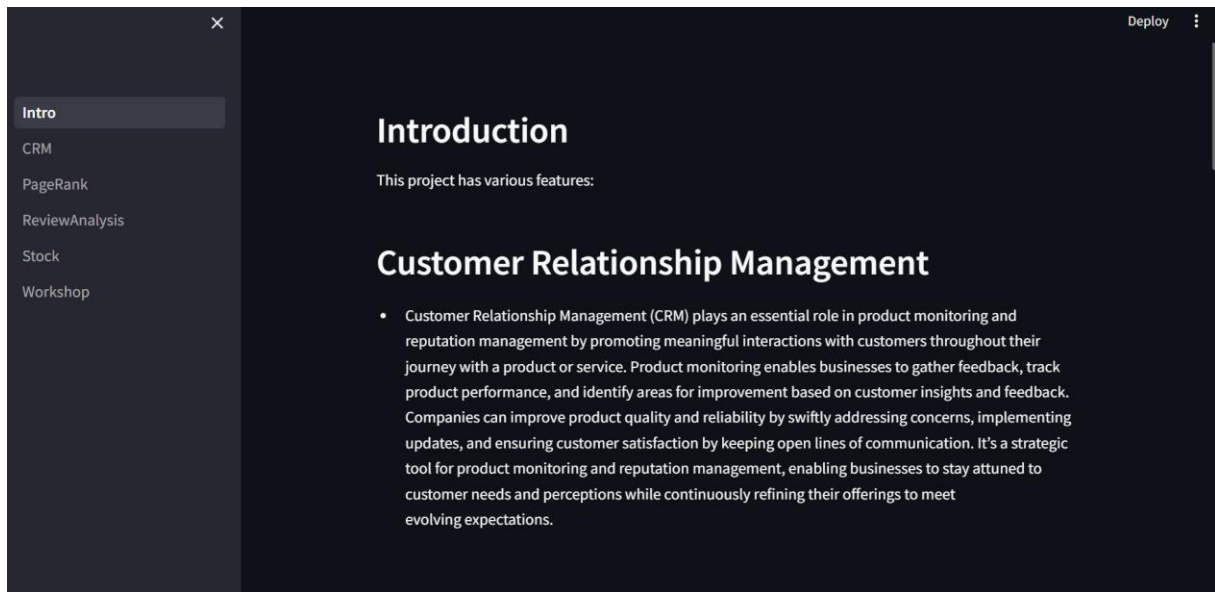 Deploy
Intro
CRM
PageRank
ReviewAnalysis
Stock
Workshop
Introduction
This project has various features:
Customer Relationship Management
• Customer Relationship Management (CRM) plays an essential role in product monitoring and
reputation management by promoting meaningful interactions with customers throughout their
journey with a product or service. Product monitoring enables businesses to gather feedback, track
product performance, and identify areas for improvement based on customer insights and feedback.
Companies can improve product quality and reliability by swiftly addressing concerns, implementing
updates, and ensuring customer satisfaction by keeping open lines of communication. It's a strategic
tool for product monitoring and reputation management, enabling businesses to stay attuned to
customer needs and perceptions while continuously refining their offerings to meet
evolving expectations.